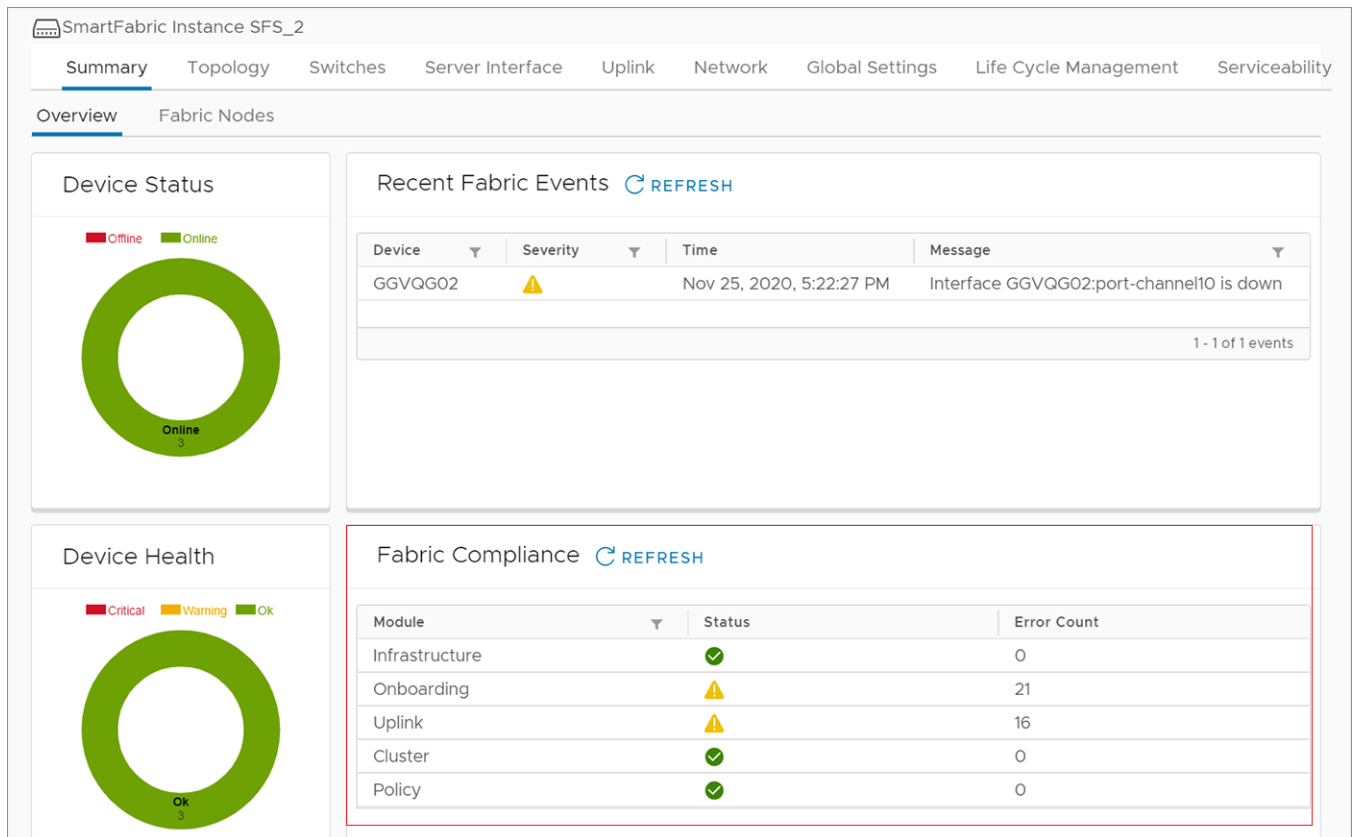 SmartFabric Instance SFS_2
Summary Topology Switches Server Interface Uplink Network Global Settings Life Cycle Management Serviceability
Overview Fabric Nodes
Device Status
Offline Online
Online
3
Recent Fabric Events REFRESH
Device Severity Time Message
GGVQG02 Nov 25, 2020, 5:22:27 PM Interface GGVQG02:port-channel10 is down
1 - 1 of 1 events
Device Health
Critical Warning Ok
Ok
3
Fabric Compliance REFRESH
Module Status Error Count
Infrastructure 0
Onboarding 21
Uplink 16
Cluster 0
Policy 0